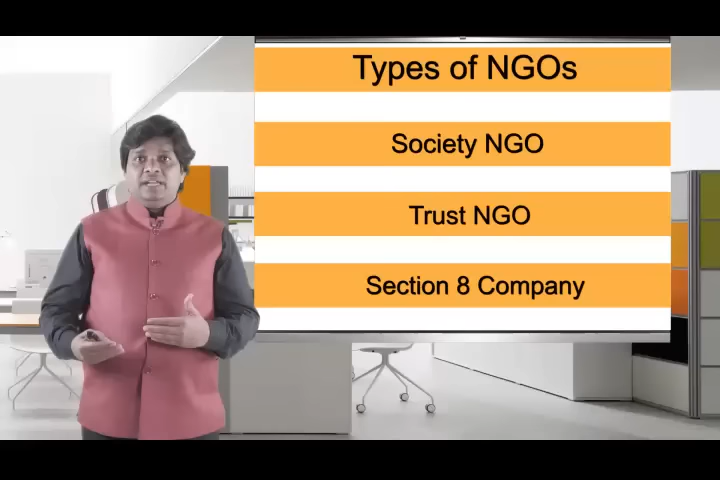 Types of NGOs
Society NGO
Trust NGO
Section 8 Company